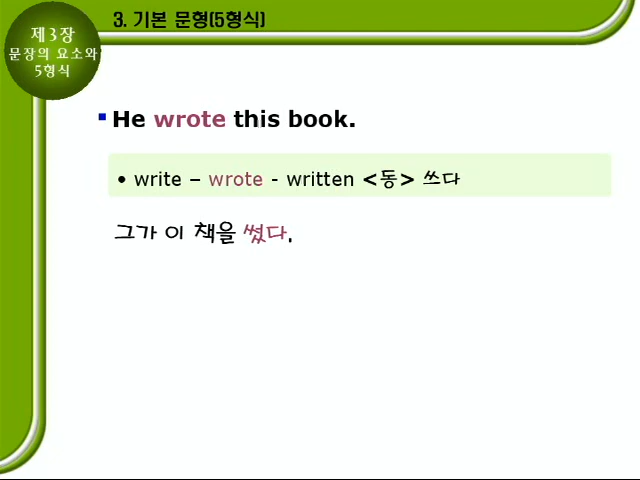 제3장
문장의 요소와
5형식
3. 기본 문형(5형식)
He wrote this book.
• write – wrote - written <동> 쓰다
그가 이 책을 썼다.